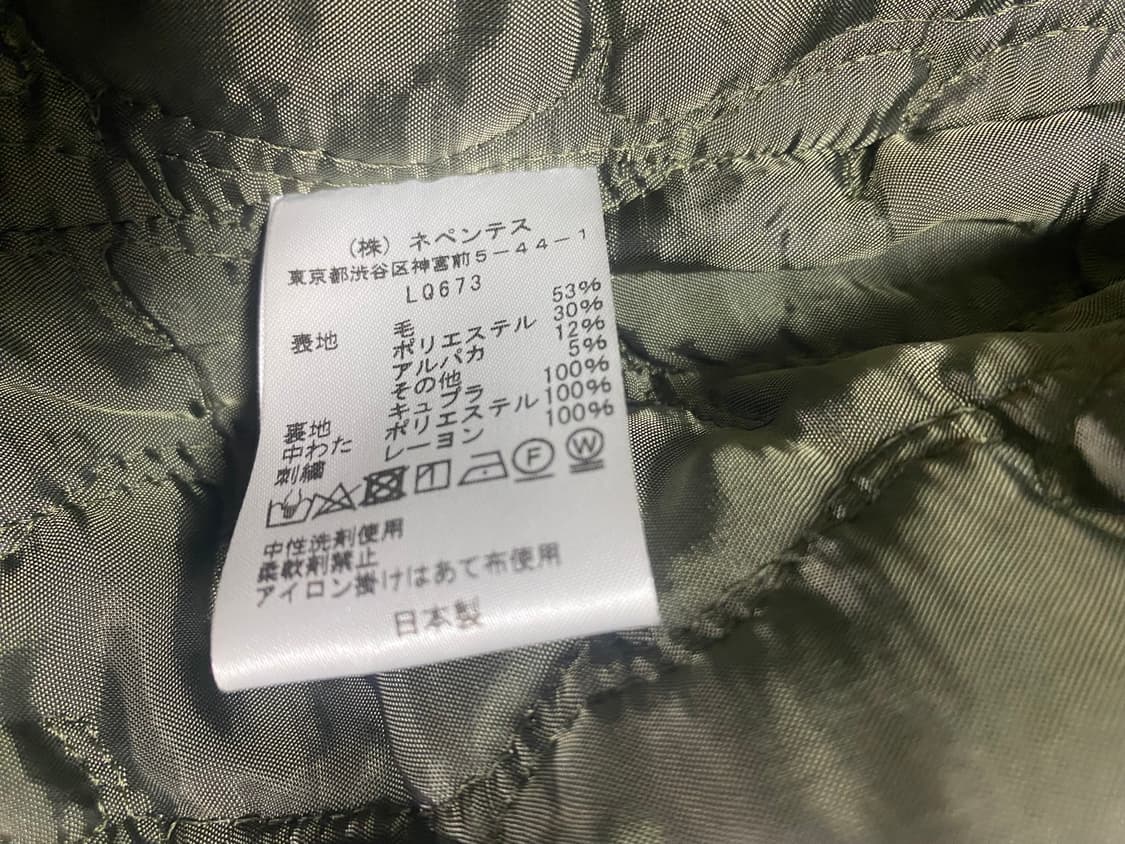 （株）ネペンテス
東京都渋谷区神宮前５－４４－１
LQ673
表地 毛 53%
ポリエステル 30%
アルパカ 12%
その他 5%
裏地 キュプラ 100%
中わた ポリエステル 100%
刺繍 レーヨン 100%
F W
中性洗剤使用
柔軟剤禁止
アイロン掛けはあて布使用
日本製